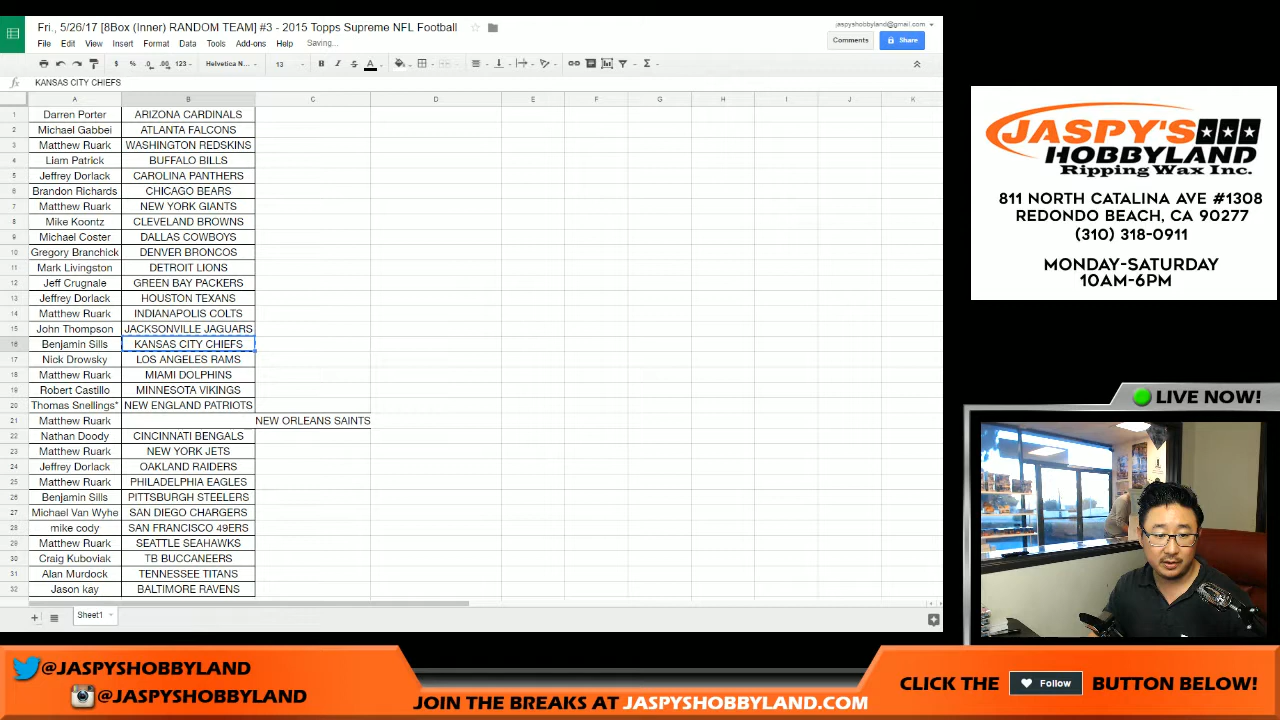 Fri., 5/26/17 [8Box (Inner) RANDOM TEAM] #3 - 2015 Topps Supreme NFL Football
jaspyshobbyland@gmail.com
File Edit View Insert Format Data Tools Add-ons Help Saving...
Comments Share
$ % .0 .00 123 Helvetica N... 13 B I S A
fx KANSAS CITY CHIEFS
A B C D E F G H I J K
1 Darren Porter ARIZONA CARDINALS
2 Michael Gabbei ATLANTA FALCONS
3 Matthew Ruark WASHINGTON REDSKINS
4 Liam Patrick BUFFALO BILLS
5 Jeffrey Dorlack CAROLINA PANTHERS
6 Brandon Richards CHICAGO BEARS
7 Matthew Ruark NEW YORK GIANTS
8 Mike Koontz CLEVELAND BROWNS
9 Michael Coster DALLAS COWBOYS
10 Gregory Branchick DENVER BRONCOS
11 Mark Livingston DETROIT LIONS
12 Jeff Crugnale GREEN BAY PACKERS
13 Jeffrey Dorlack HOUSTON TEXANS
14 Matthew Ruark INDIANAPOLIS COLTS
15 John Thompson JACKSONVILLE JAGUARS
16 Benjamin Sills KANSAS CITY CHIEFS
17 Nick Drowsky LOS ANGELES RAMS
18 Matthew Ruark MIAMI DOLPHINS
19 Robert Castillo MINNESOTA VIKINGS
20 Thomas Snellings* NEW ENGLAND PATRIOTS
21 Matthew Ruark NEW ORLEANS SAINTS
22 Nathan Doody CINCINNATI BENGALS
23 Matthew Ruark NEW YORK JETS
24 Jeffrey Dorlack OAKLAND RAIDERS
25 Matthew Ruark PHILADELPHIA EAGLES
26 Benjamin Sills PITTSBURGH STEELERS
27 Michael Van Wyhe SAN DIEGO CHARGERS
28 mike cody SAN FRANCISCO 49ERS
29 Matthew Ruark SEATTLE SEAHAWKS
30 Craig Kuboviak TB BUCCANEERS
31 Alan Murdock TENNESSEE TITANS
32 Jason kay BALTIMORE RAVENS
Sheet1
JASPY'S
HOBBYLAND
Ripping Wax Inc.
811 NORTH CATALINA AVE #1308
REDONDO BEACH, CA 90277
(310) 318-0911
MONDAY-SATURDAY
10AM-6PM
LIVE NOW!
@JASPYSHOBBYLAND
@JASPYSHOBBYLAND
JOIN THE BREAKS AT JASPYSHOBBYLAND.COM
CLICK THE Follow BUTTON BELOW!